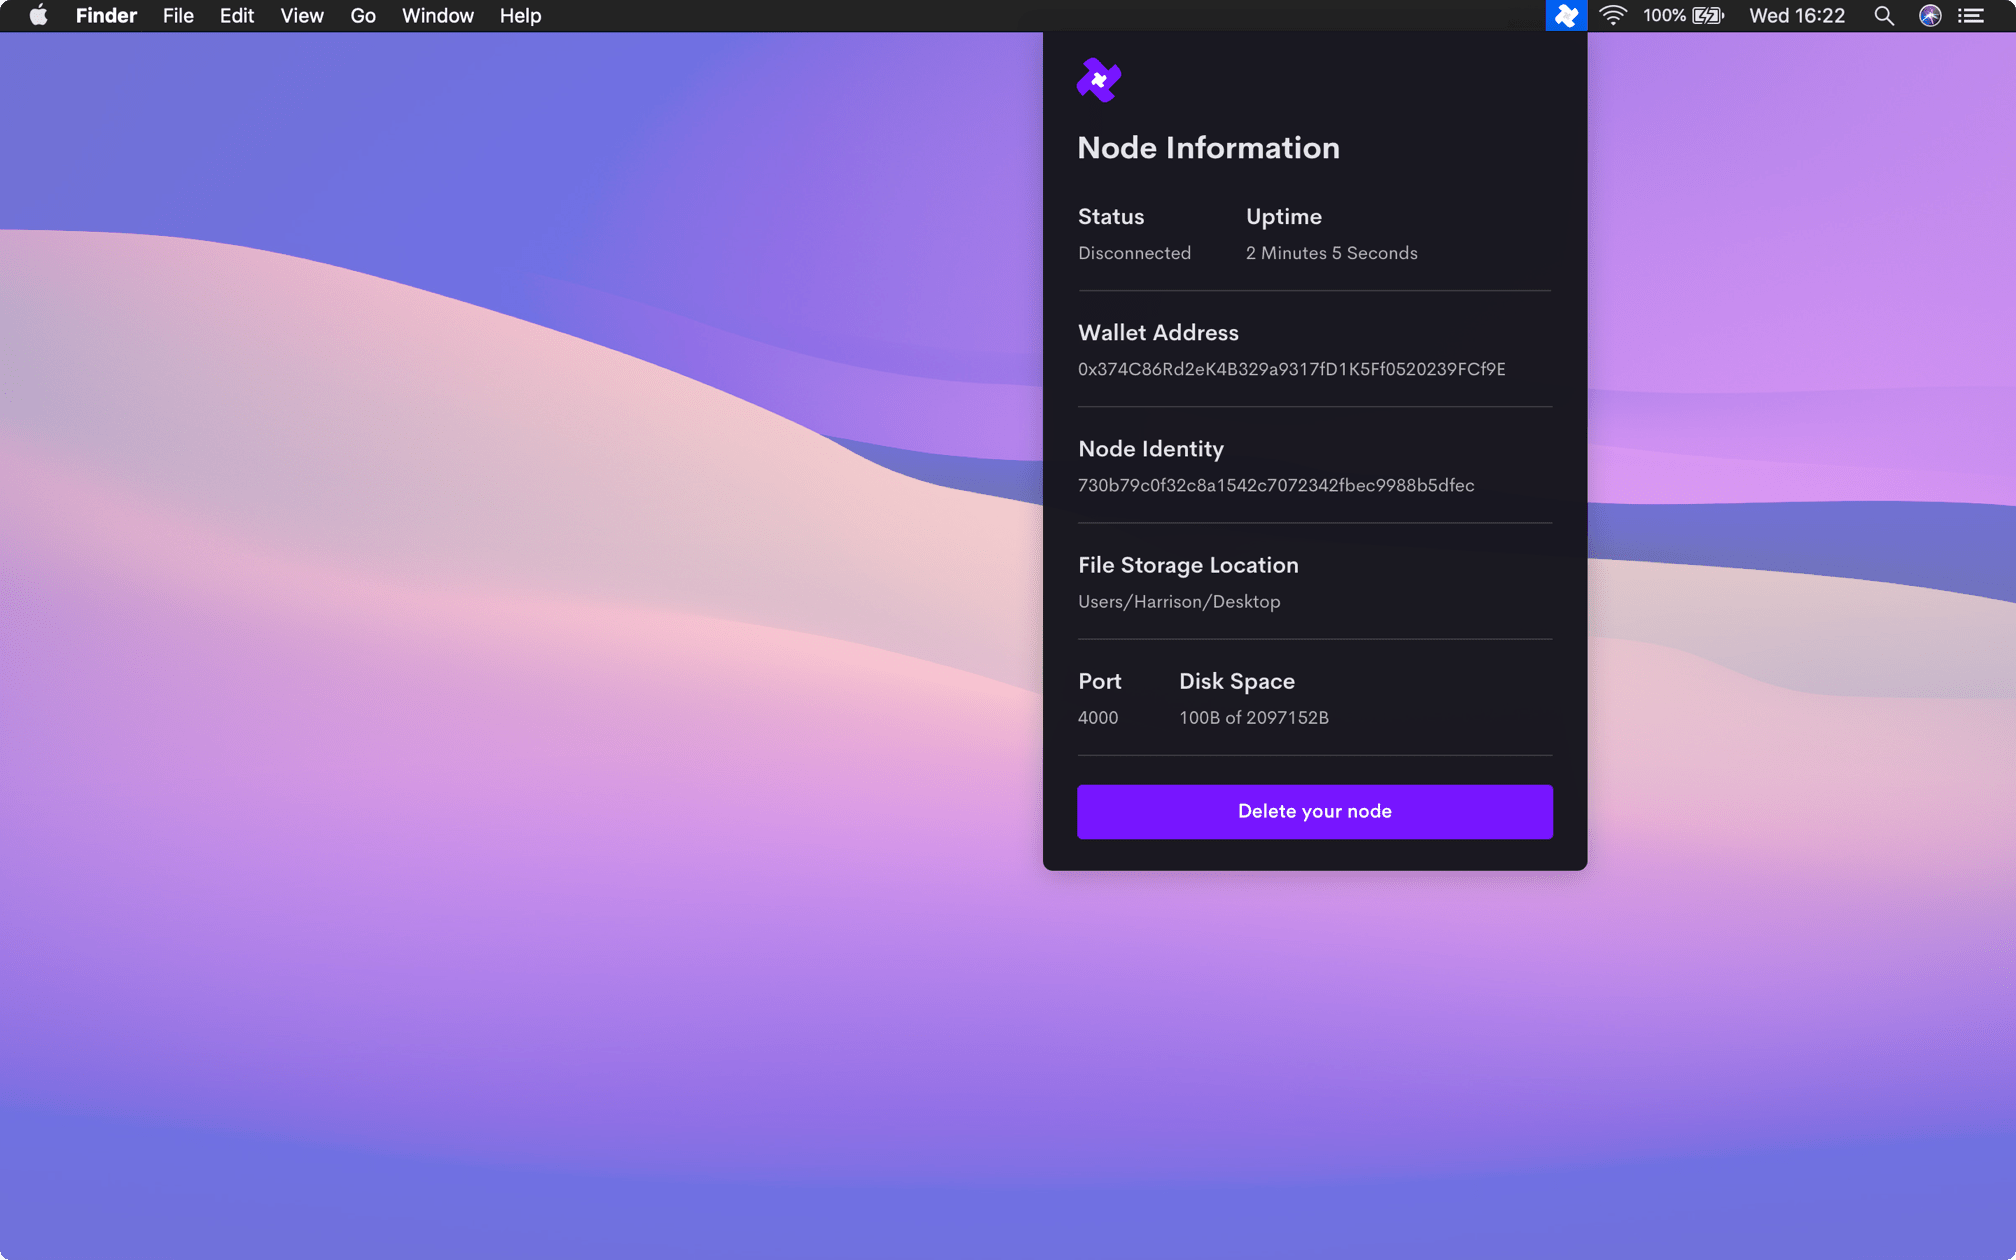 Finder File Edit View Go Window Help 100% Wed 16:22
Node Information
Status Uptime
Disconnected 2 Minutes 5 Seconds
Wallet Address
0x374C86Rd2eK4B329a9317fD1K5Ff0520239FCf9E
Node Identity
730b79c0f32c8a1542c7072342fbec9988b5dfec
File Storage Location
Users/Harrison/Desktop
Port Disk Space
4000 100B of 2097152B
Delete your node